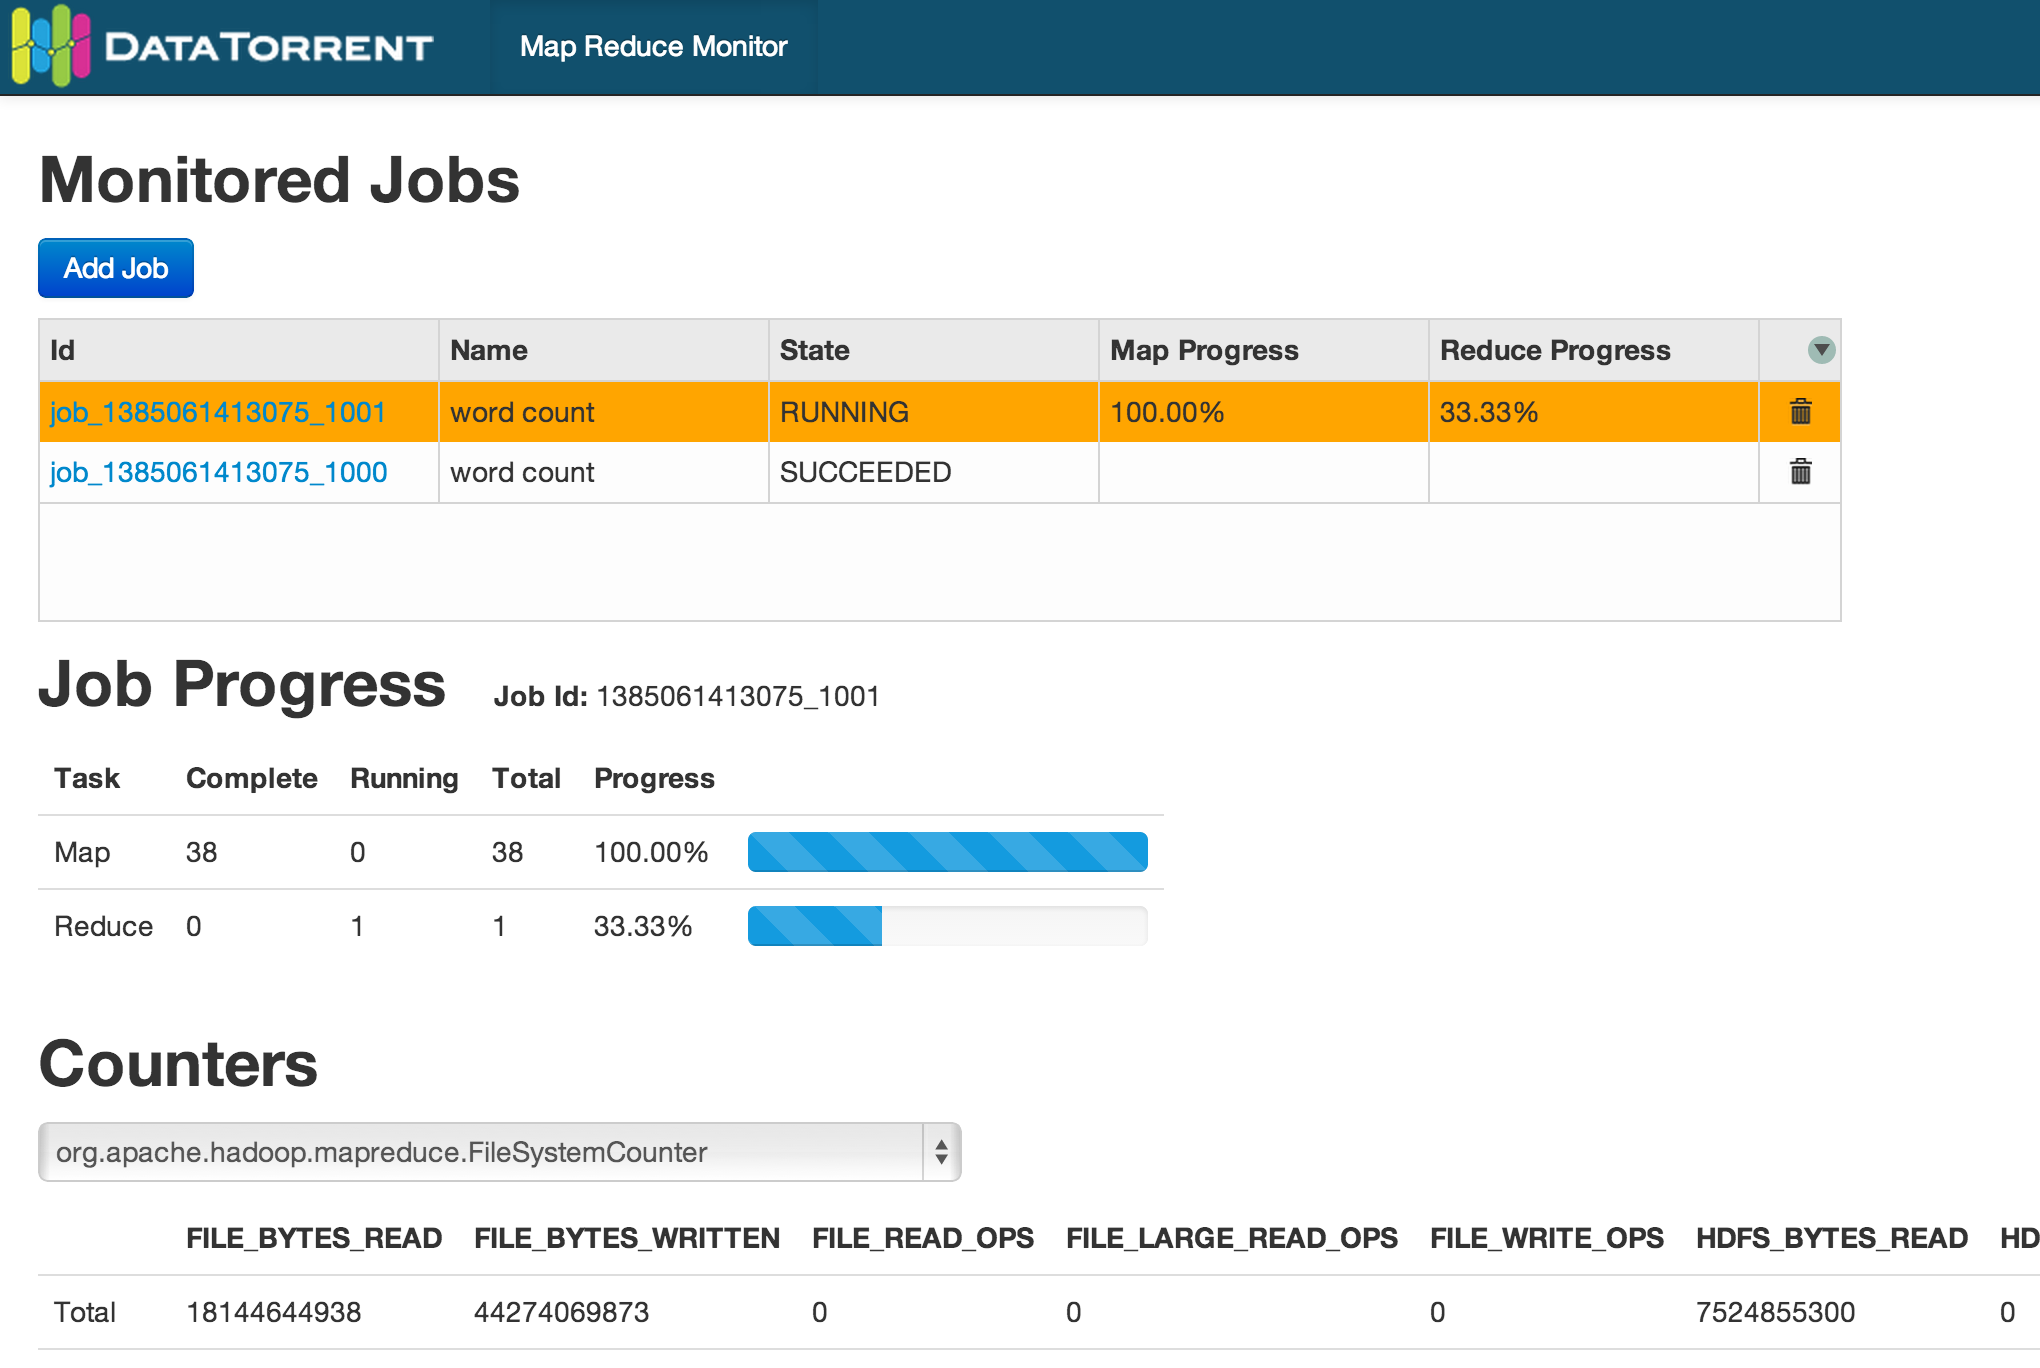 DATATORRENT Map Reduce Monitor
Monitored Jobs
Add Job
Id Name State Map Progress Reduce Progress
job_1385061413075_1001 word count RUNNING 100.00% 33.33%
job_1385061413075_1000 word count SUCCEEDED
Job Progress Job Id: 1385061413075_1001
Task Complete Running Total Progress
Map 38 0 38 100.00%
Reduce 0 1 1 33.33%
Counters
org.apache.hadoop.mapreduce.FileSystemCounter
FILE_BYTES_READ FILE_BYTES_WRITTEN FILE_READ_OPS FILE_LARGE_READ_OPS FILE_WRITE_OPS HDFS_BYTES_READ HD
Total 18144644938 44274069873 0 0 0 7524855300 0